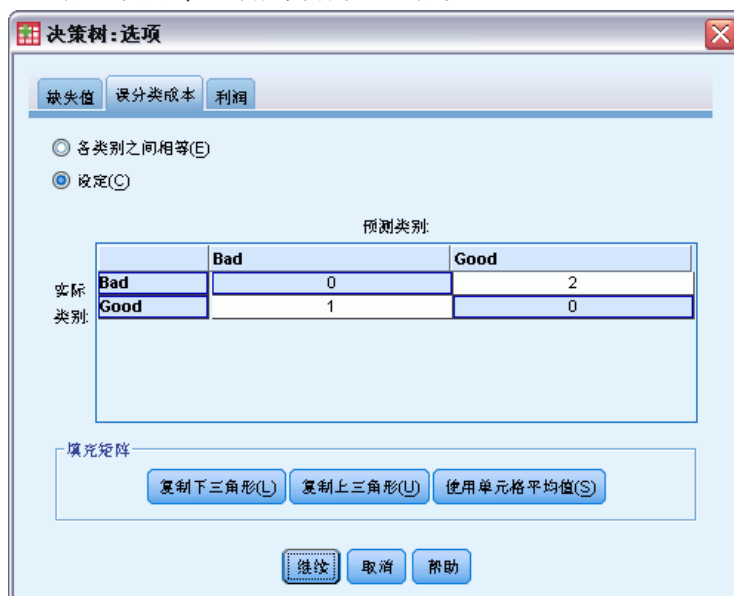 决策树:选项
缺失值 误分类成本 利润
各类别之间相等(E)
设定(C)
预测类别:
Bad Good
实际类别:
Bad 0 2
Good 1 0
填充矩阵
复制下三角形(L) 复制上三角形(U) 使用单元格平均值(S)
继续 取消 帮助